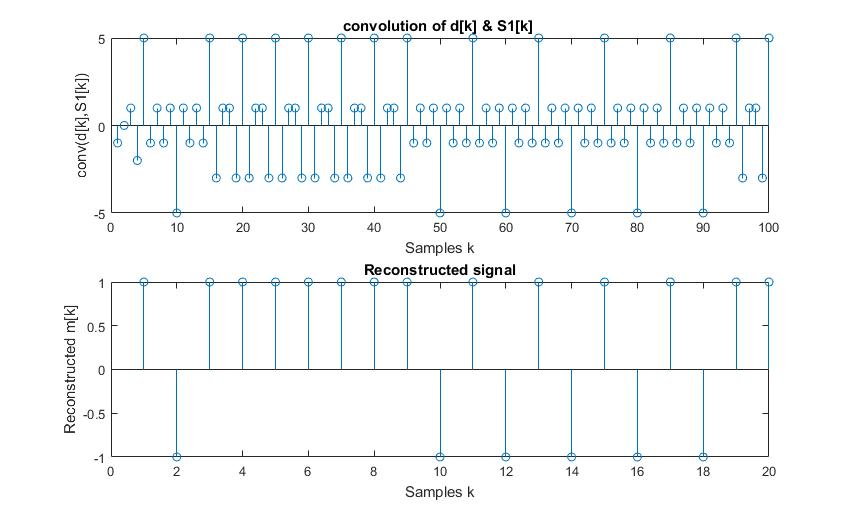 convolution of d[k] & S1[k]
conv(d[k],S1[k])
5
0
-5
0 10 20 30 40 50 60 70 80 90 100
Samples k
Reconstructed signal
Reconstructed m[k]
1
0.5
0
-0.5
-1
0 2 4 6 8 10 12 14 16 18 20
Samples k